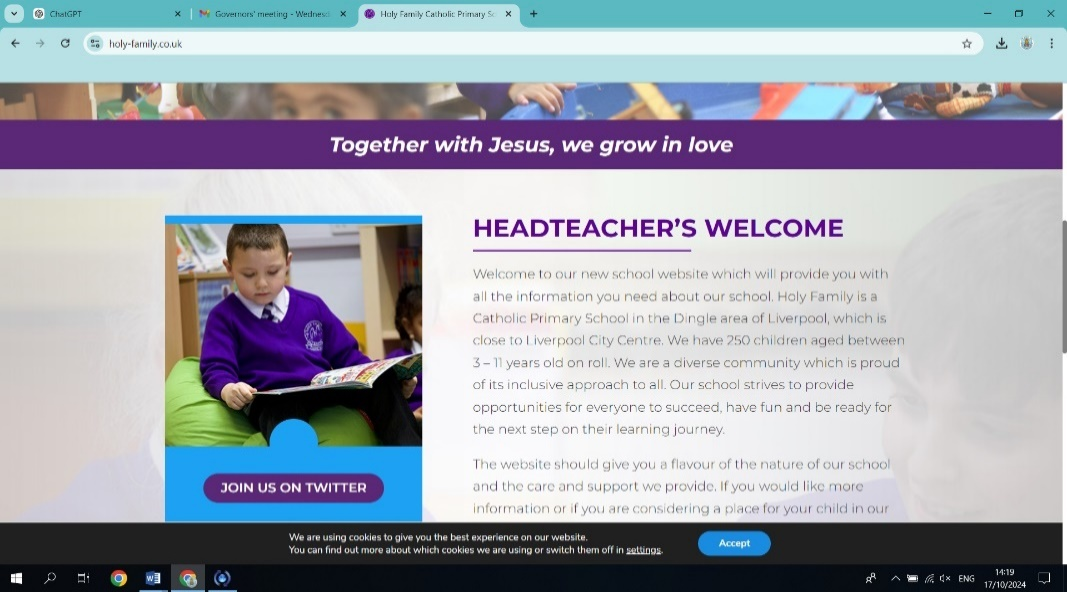 ChatGPT
Governors' meeting - Wednesd
Holy Family Catholic Primary Sc
holy-family.co.uk
Together with Jesus, we grow in love
HEADTEACHER'S WELCOME
Welcome to our new school website which will provide you with
all the information you need about our school. Holy Family is a
Catholic Primary School in the Dingle area of Liverpool, which is
close to Liverpool City Centre. We have 250 children aged between
3 – 11 years old on roll. We are a diverse community which is proud
of its inclusive approach to all. Our school strives to provide
opportunities for everyone to succeed, have fun and be ready for
the next step on their learning journey.
The website should give you a flavour of the nature of our school
and the care and support we provide. If you would like more
information or if you are considering a place for your child in our
JOIN US ON TWITTER
We are using cookies to give you the best experience on our website.
You can find out more about which cookies we are using or switch them off in settings.
Accept
ENG
14:19
17/10/2024